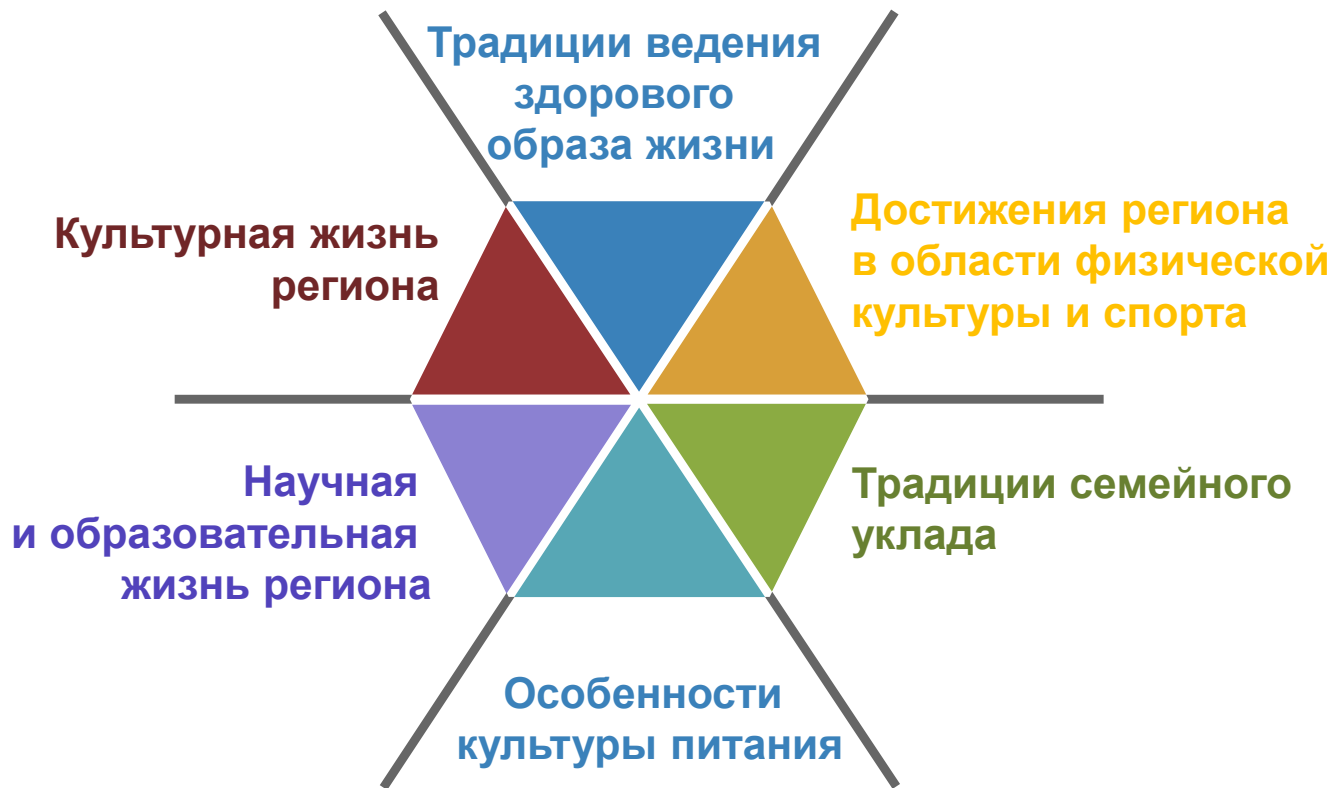 Традиции ведения
здорового
образа жизни
Культурная жизнь
региона
Достижения региона
в области физической
культуры и спорта
Научная
и образовательная
жизнь региона
Традиции семейного
уклада
Особенности
культуры питания